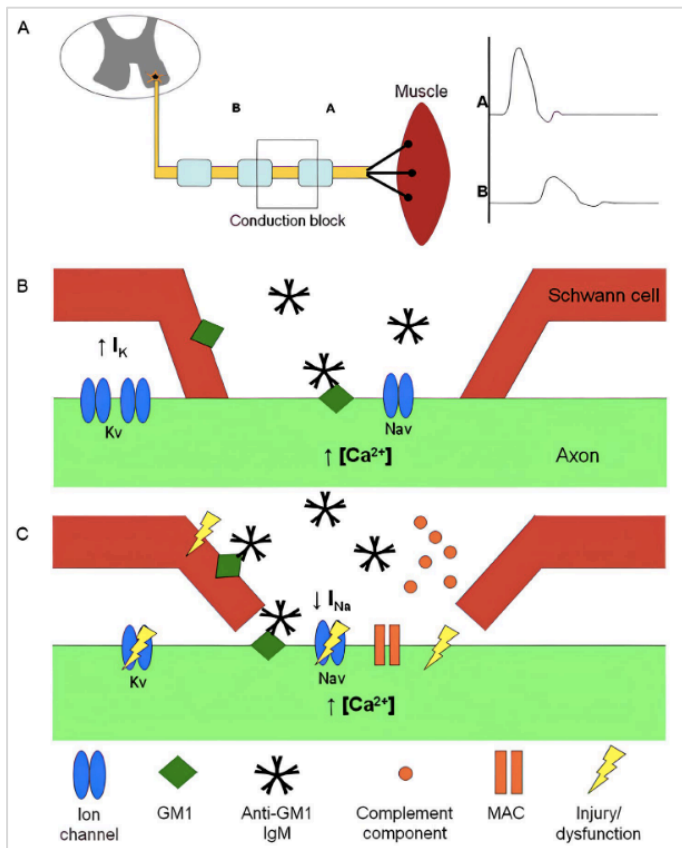 A
B
A
Muscle
Conduction block
A
B
B
Schwann cell
↑ IK
Kv
Nav
↑ [Ca2+]
Axon
C
↓ INa
Kv
Nav
↑ [Ca2+]
Ion
channel
GM1
Anti-GM1
IgM
Complement
component
MAC
Injury/
dysfunction